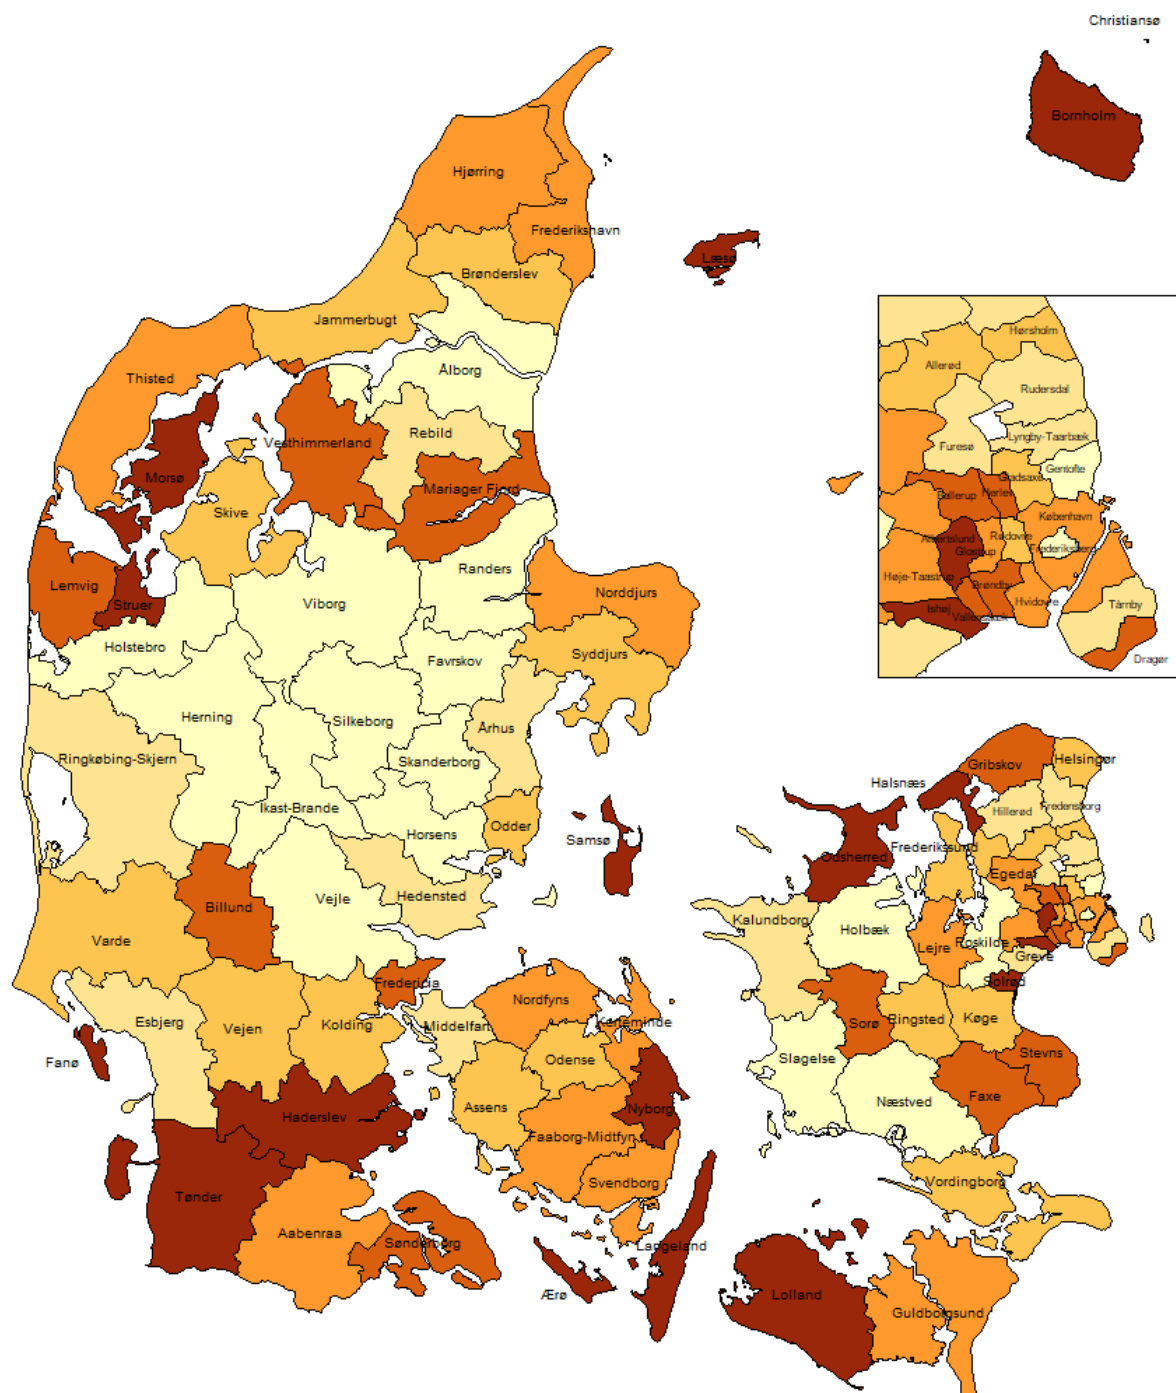 Christiansø
Bornholm
Hjørring
Frederikshavn
Læsø
Brønderslev
Jammerbugt
Hørsholm
Allerød
Ålborg
Thisted
Rudersdal
Rebild
Vesthimmerland
Lyngby-Taarbæk
Furesø
Gentofte
Morsø
Gladsaxe
Mariager Fjord
Ballerup
Herlev
Skive
København
Rødovre
Albertslund
Frederiksberg
Glostrup
Randers
Høje-Taastrup
Lemvig
Brøndby
Norddjurs
Hvidovre
Viborg
Struer
Tårnby
Ishøj
Vallensbæk
Holstebro
Syddjurs
Favrskov
Dragør
Herning
Silkeborg
Århus
Ringkøbing-Skjern
Skanderborg
Helsingør
Gribskov
Halsnæs
Ikast-Brande
Fredensborg
Hillerød
Odder
Horsens
Samsø
Frederikssund
Odsherred
Egedal
Hedensted
Vejle
Billund
Kalundborg
Holbæk
Varde
Roskilde
Lejre
Greve
Solrød
Fredericia
Nordfyns
Esbjerg
Kerteminde
Vejen
Kolding
Middelfart
Sorø
Ringsted
Køge
Stevns
Odense
Slagelse
Fanø
Faxe
Næstved
Assens
Nyborg
Haderslev
Faaborg-Midtfyn
Svendborg
Vordingborg
Tønder
Aabenraa
Sønderborg
Langeland
Ærø
Lolland
Guldborgsund